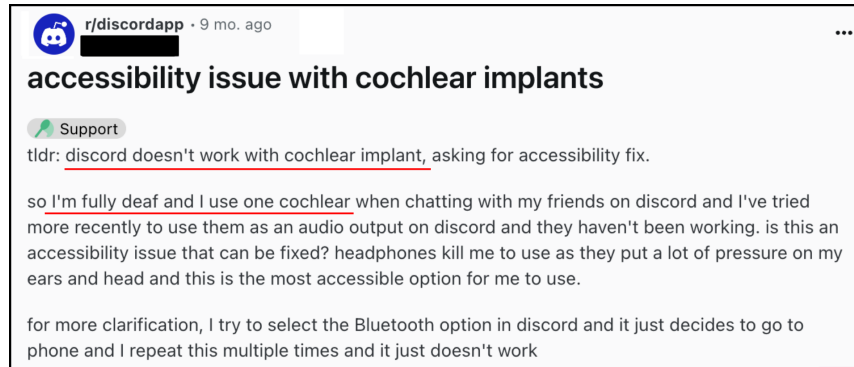 r/discordapp • 9 mo. ago
accessibility issue with cochlear implants
Support
tldr: discord doesn't work with cochlear implant, asking for accessibility fix.
so I'm fully deaf and I use one cochlear when chatting with my friends on discord and I've tried
more recently to use them as an audio output on discord and they haven't been working. is this an
accessibility issue that can be fixed? headphones kill me to use as they put a lot of pressure on my
ears and head and this is the most accessible option for me to use.
for more clarification, I try to select the Bluetooth option in discord and it just decides to go to
phone and I repeat this multiple times and it just doesn't work